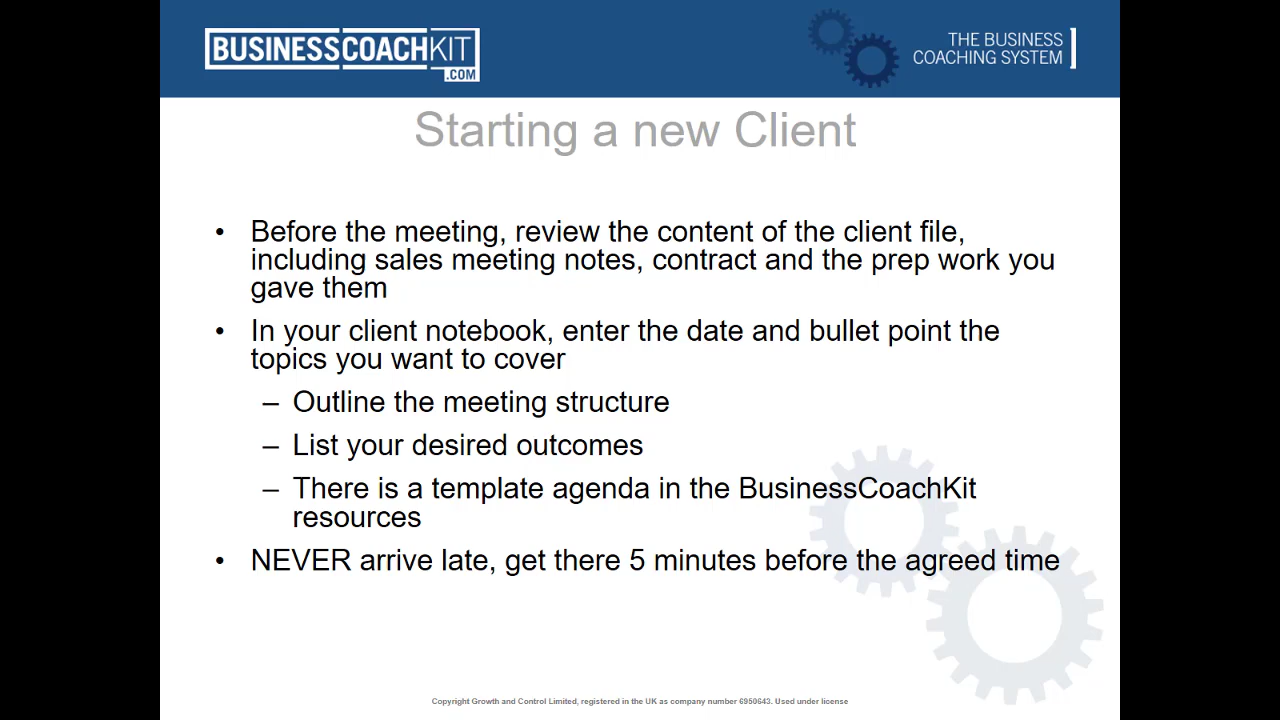 BUSINESSCOACHKIT
.COM
THE BUSINESS
COACHING SYSTEM
Starting a new Client
• Before the meeting, review the content of the client file,
including sales meeting notes, contract and the prep work you
gave them
• In your client notebook, enter the date and bullet point the
topics you want to cover
– Outline the meeting structure
– List your desired outcomes
– There is a template agenda in the BusinessCoachKit
resources
• NEVER arrive late, get there 5 minutes before the agreed time
Copyright Growth and Control Limited, registered in the UK as company number 6950643. Used under license